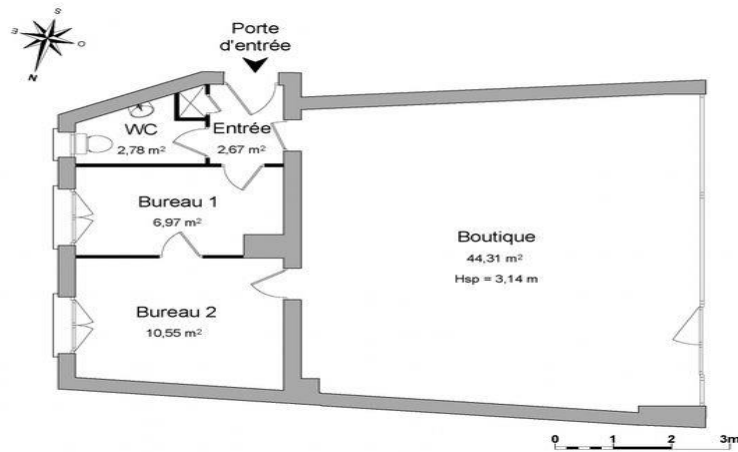 S
E
O
N
Porte
d'entrée
WC
2,78 m²
Entrée
2,67 m²
Bureau 1
6,97 m²
Boutique
44,31 m²
Hsp = 3,14 m
Bureau 2
10,55 m²
0 1 2 3m